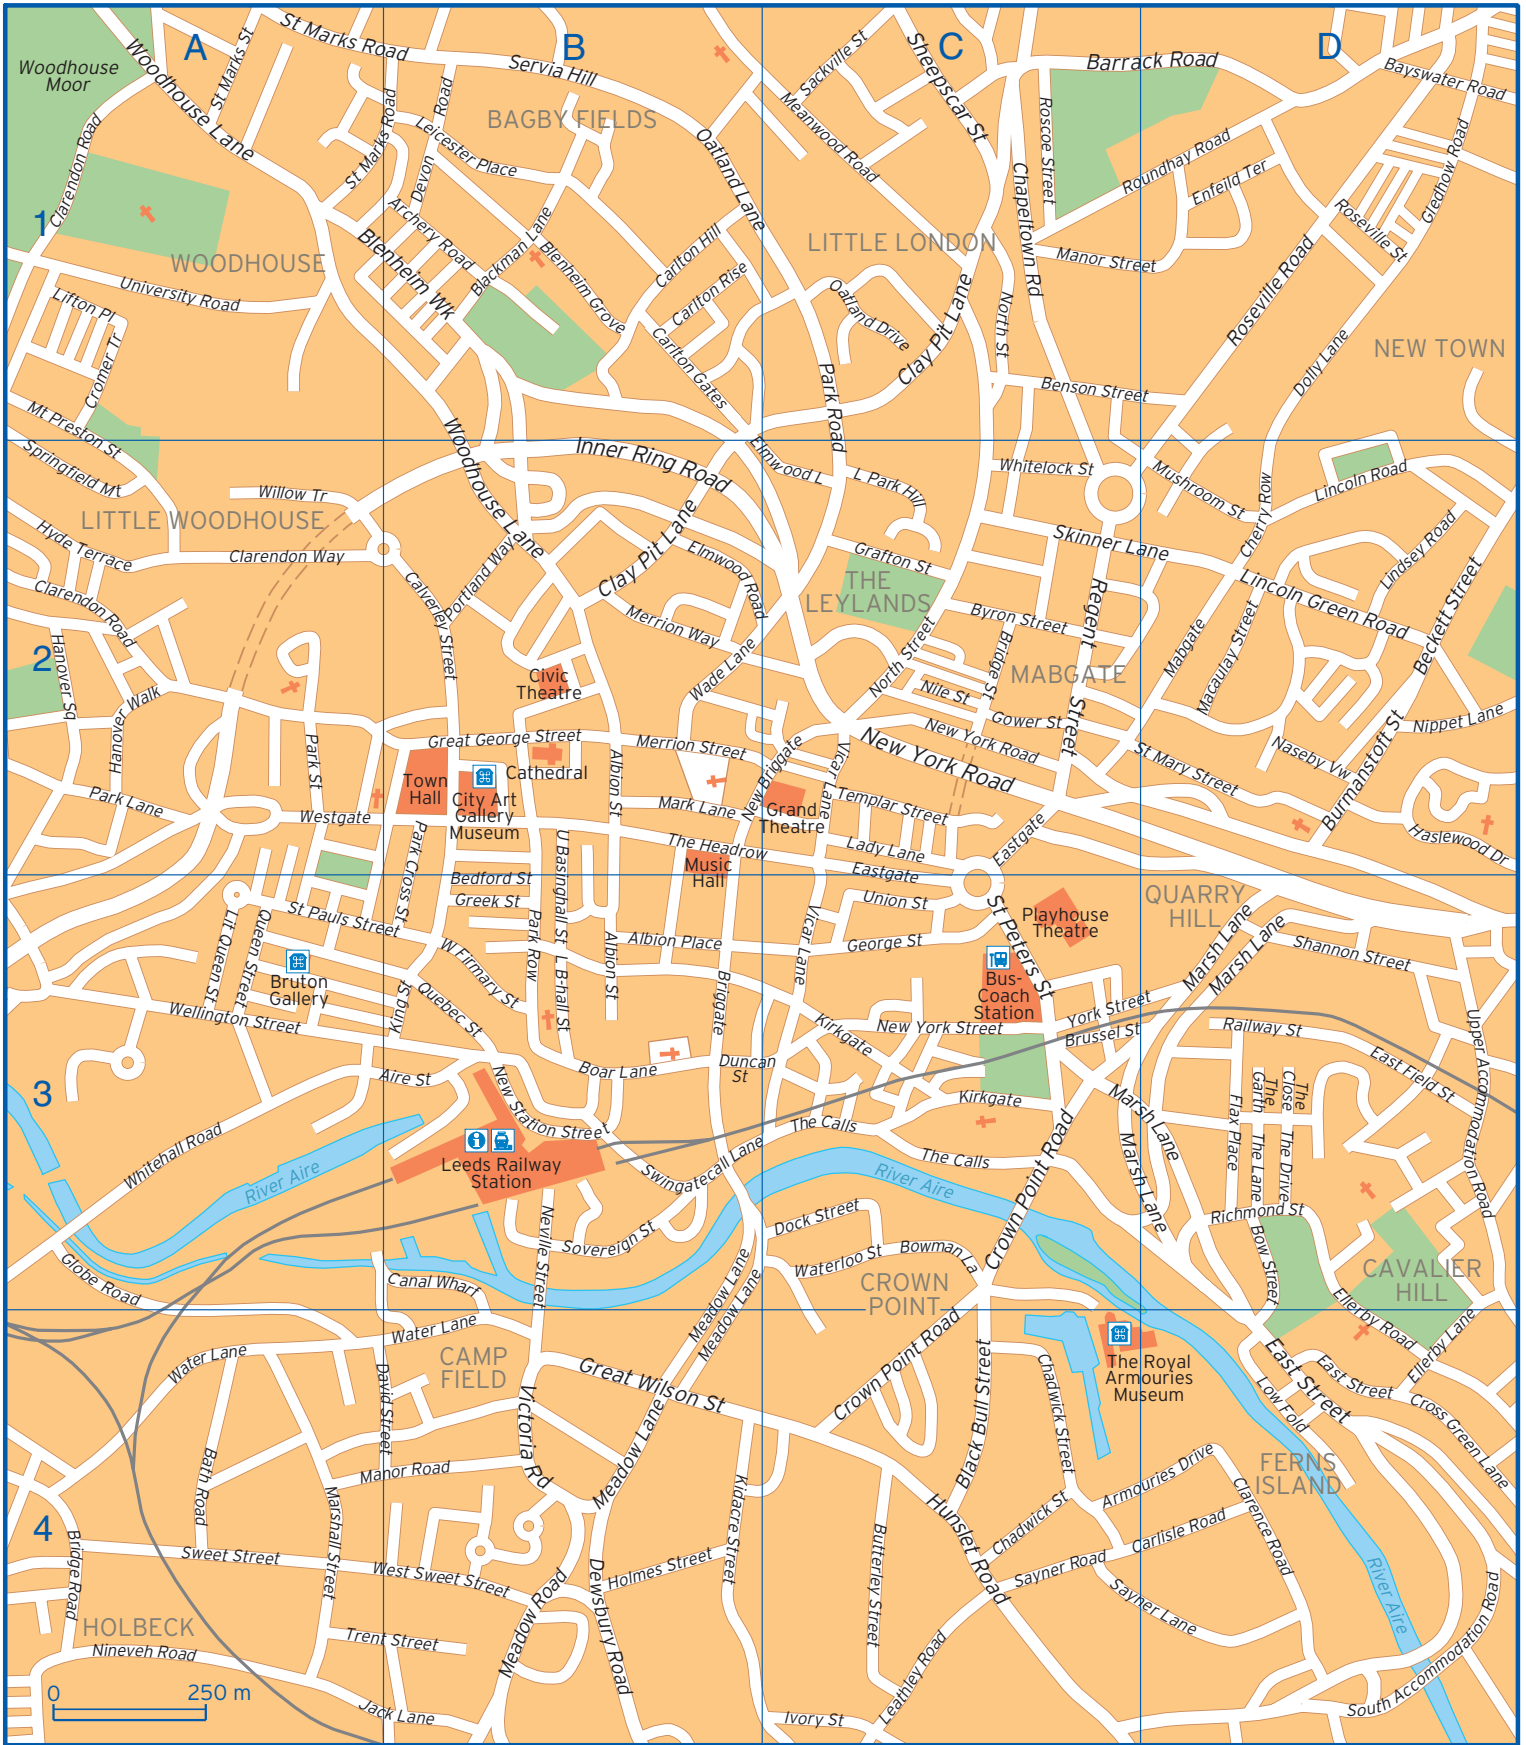 A
B
C
D
1
2
3
4
St Marks Road
Woodhouse Moor
Woodhouse Lane
St Marks St
Servia Hill
Sackville St
Sheepscar St
Barrack Road
Bayswater Road
St Marks Road
Devon Road
Leicester Place
BAGBY FIELDS
Oatland Lane
Meanwood Road
Roscoe Street
Roundhay Road
Enfeild Ter
Gledhow Road
Roseville St
Clarendon Road
WOODHOUSE
University Road
Archery Road
Blenheim Wk
Blackman Lane
Blenheim Grove
Carlton Hill
Carlton Rise
Carlton Gates
LITTLE LONDON
Oatland Drive
Clay Pit Lane
North St
Chapeltown Rd
Manor Street
Roseville Road
Dolly Lane
NEW TOWN
Lifton Pl
Cromer Tr
Mt Preston St
Springfield Mt
Park Road
Benson Street
Woodhouse Lane
Inner Ring Road
Elmwood L
L Park Hill
Whitelock St
Mushroom St
Lincoln Road
Cherry Row
Willow Tr
LITTLE WOODHOUSE
Hyde Terrace
Clarendon Way
Clarendon Road
Calverley Street
Portland Way
Clay Pit Lane
Elmwood Road
Merrion Way
Wade Lane
Grafton St
THE LEYLANDS
Skinner Lane
Byron Street
Bridge St
Regent Street
MABGATE
Mabgate
Macaulay Street
Lincoln Green Road
Lindsey Road
Beckett Street
Hanover Sq
Hanover Walk
Civic Theatre
North Street
Nile St
Gower St
New York Road
New York Road
St Mary Street
Naseby Vw
Burmanstoft St
Nippet Lane
Haslewood Dr
Park Lane
Park St
Westgate
Great George Street
Town Hall
City Art Gallery Museum
Cathedral
Albion St
Merrion Street
Mark Lane
New Briggate
Vicar Lane
Grand Theatre
Templar Street
Lady Lane
Eastgate
Eastgate
The Headrow
Music Hall
Park Cross St
Bedford St
Greek St
U Basinghall St
L B-hall St
Park Row
Albion Place
Albion St
Union St
George St
Vicar Lane
Briggate
St Peters St
Playhouse Theatre
QUARRY HILL
Marsh Lane
Marsh Lane
Shannon Street
St Pauls Street
Lit. Queen St
Queen Street
Bruton Gallery
King St
W Firmary St
Quebec St
Wellington Street
Bus-Coach Station
Kirkgate
New York Street
York Street
Brussel St
Railway St
East Field St
Upper Accommodation Road
Aire St
New Station Street
Boar Lane
Duncan St
Kirkgate
The Calls
The Calls
Marsh Lane
Marsh Lane
Flax Place
The Garth
The Close
The Lane
The Drive
Whitehall Road
River Aire
Leeds Railway Station
Swingatecall Lane
River Aire
Crown Point Road
Richmond St
Bow Street
CAVALIER HILL
Globe Road
Canal Wharf
Neville Street
Sovereign St
Dock Street
Waterloo St
Bowman La
CROWN POINT
Meadow Lane
Meadow Lane
Ellerby Road
Ellerby Lane
Water Lane
Water Lane
CAMP FIELD
David Street
Great Wilson St
Crown Point Road
Black Bull Street
Chadwick Street
The Royal Armouries Museum
East Street
East Street
Low Fold
Cross Green Lane
FERNS ISLAND
Victoria Rd
Meadow Lane
Manor Road
Bath Road
Marshall Street
Kidacre Street
Hunslet Road
Chadwick St
Armouries Drive
Clarence Road
Carlisle Road
Sayner Road
Sayner Lane
Sweet Street
West Sweet Street
Bridge Road
HOLBECK
Nineveh Road
Trent Street
Meadow Road
Dewsbury Road
Holmes Street
Butterley Street
Leathley Road
Ivory St
Jack Lane
River Aire
South Accommodation Road
0
250 m